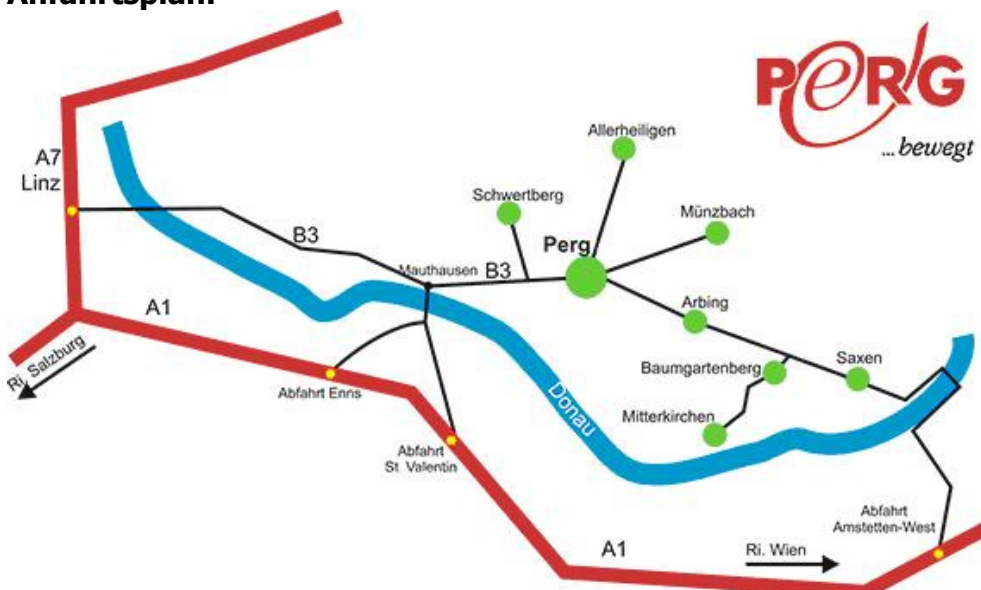 Anfahrtsplan:
PERG
...bewegt
Allerheiligen
A7
Linz
Schwertberg
Münzbach
B3
Perg
Mauthausen
B3
A1
Arbing
Ri. Salzburg
Baumgartenberg
Saxen
Abfahrt Enns
Donau
Mitterkirchen
Abfahrt
St. Valentin
Abfahrt
Amstetten-West
A1
Ri. Wien